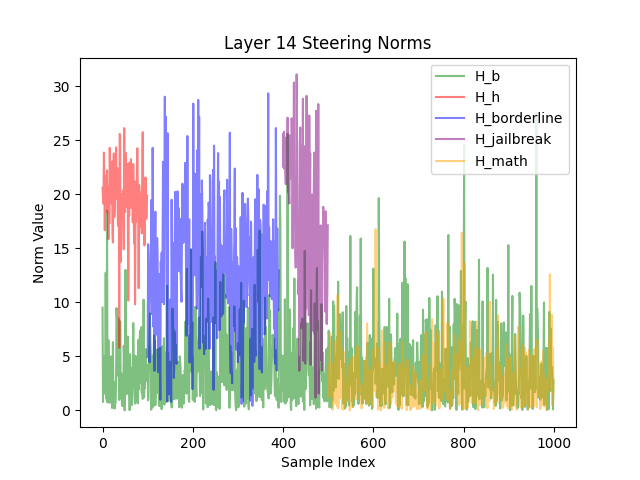 Layer 14 Steering Norms
Norm Value
30
25
20
15
10
5
0
H_b
H_h
H_borderline
H_jailbreak
H_math
0
200
400
600
800
1000
Sample Index